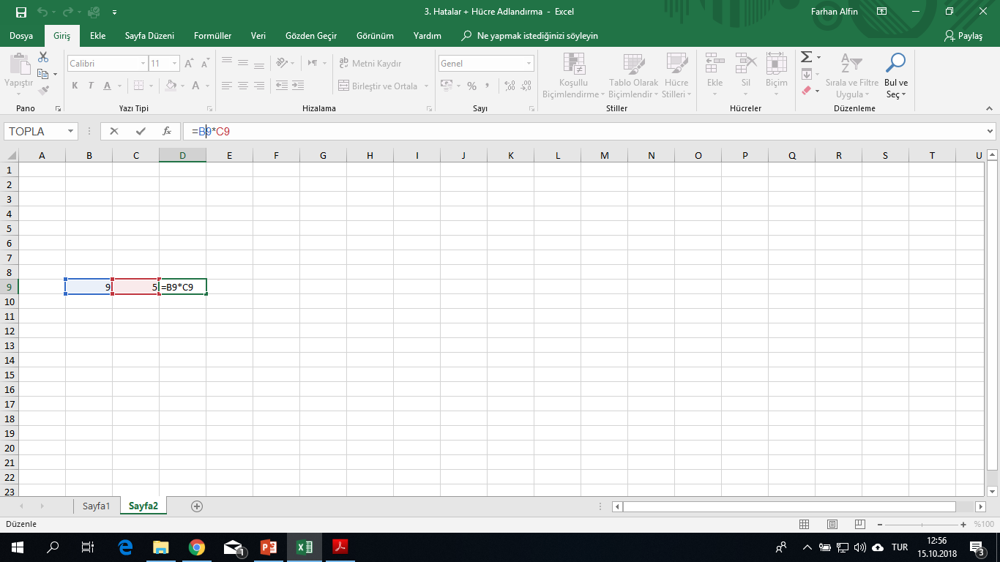 3. Hatalar + Hücre Adlandırma - Excel
Farhan Alfin
Dosya Giriş Ekle Sayfa Düzeni Formüller Veri Gözden Geçir Görünüm Yardım Ne yapmak istediğinizi söyleyin Paylaş
Yapıştır
Pano
Calibri 11
K T A A
Yazı Tipi
Metni Kaydır
Birleştir ve Ortala
Hizalama
Genel
%
Sayı
Koşullu Biçimlendirme
Tablo Olarak Biçimlendir
Hücre Stilleri
Stiller
Ekle Sil Biçim
Hücreler
Sırala ve Filtre Uygula
Bul ve Seç
Düzenleme
TOPLA fx =B9*C9
A B C D E F G H I J K L M N O P Q R S T U
1
2
3
4
5
6
7
8
9 9 5 =B9*C9
10
11
12
13
14
15
16
17
18
19
20
21
22
23
Sayfa1 Sayfa2
Düzenle %100
1 TUR 12:56
15.10.2018 3